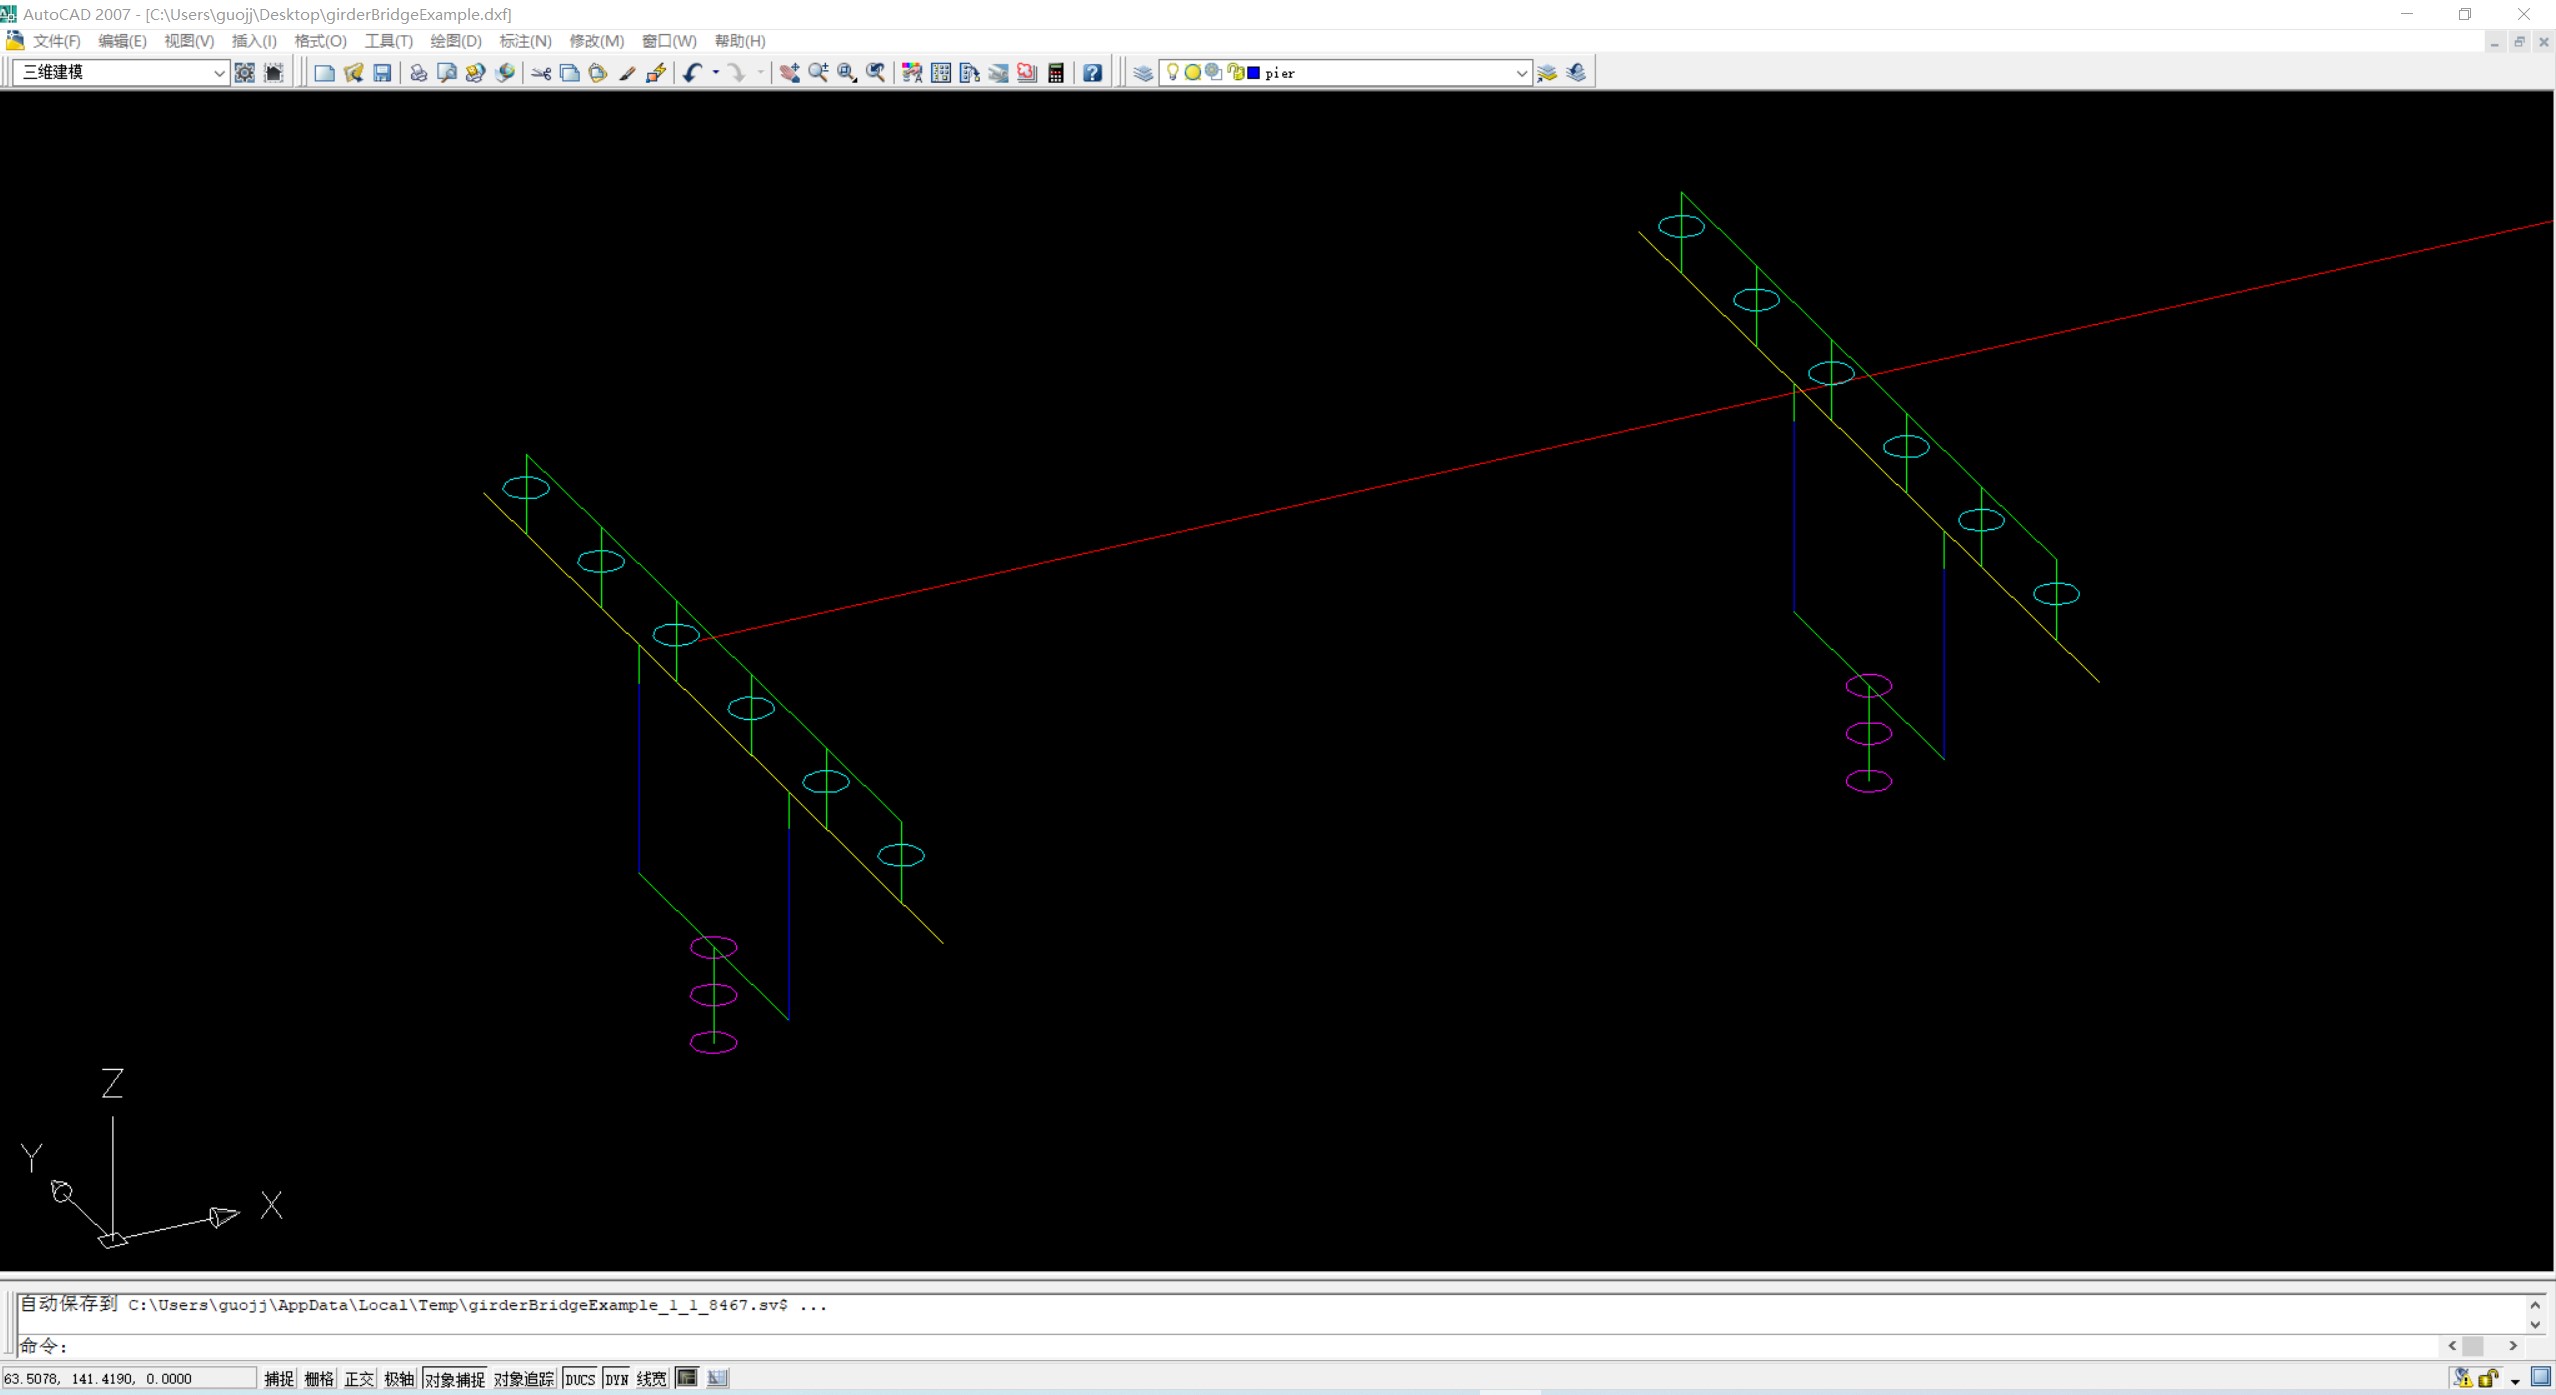 AutoCAD 2007 - [C:\Users\guojj\Desktop\girderBridgeExample.dxf]
文件(F) 编辑(E) 视图(V) 插入(I) 格式(O) 工具(T) 绘图(D) 标注(N) 修改(M) 窗口(W) 帮助(H)
三维建模 pier
Z
Y
X
自动保存到 C:\Users\guojj\AppData\Local\Temp\girderBridgeExample_1_1_8467.sv$ ...
命令:
63.5078, 141.4190, 0.0000 捕捉 栅格 正交 极轴 对象捕捉 对象追踪 DUCS DYN 线宽